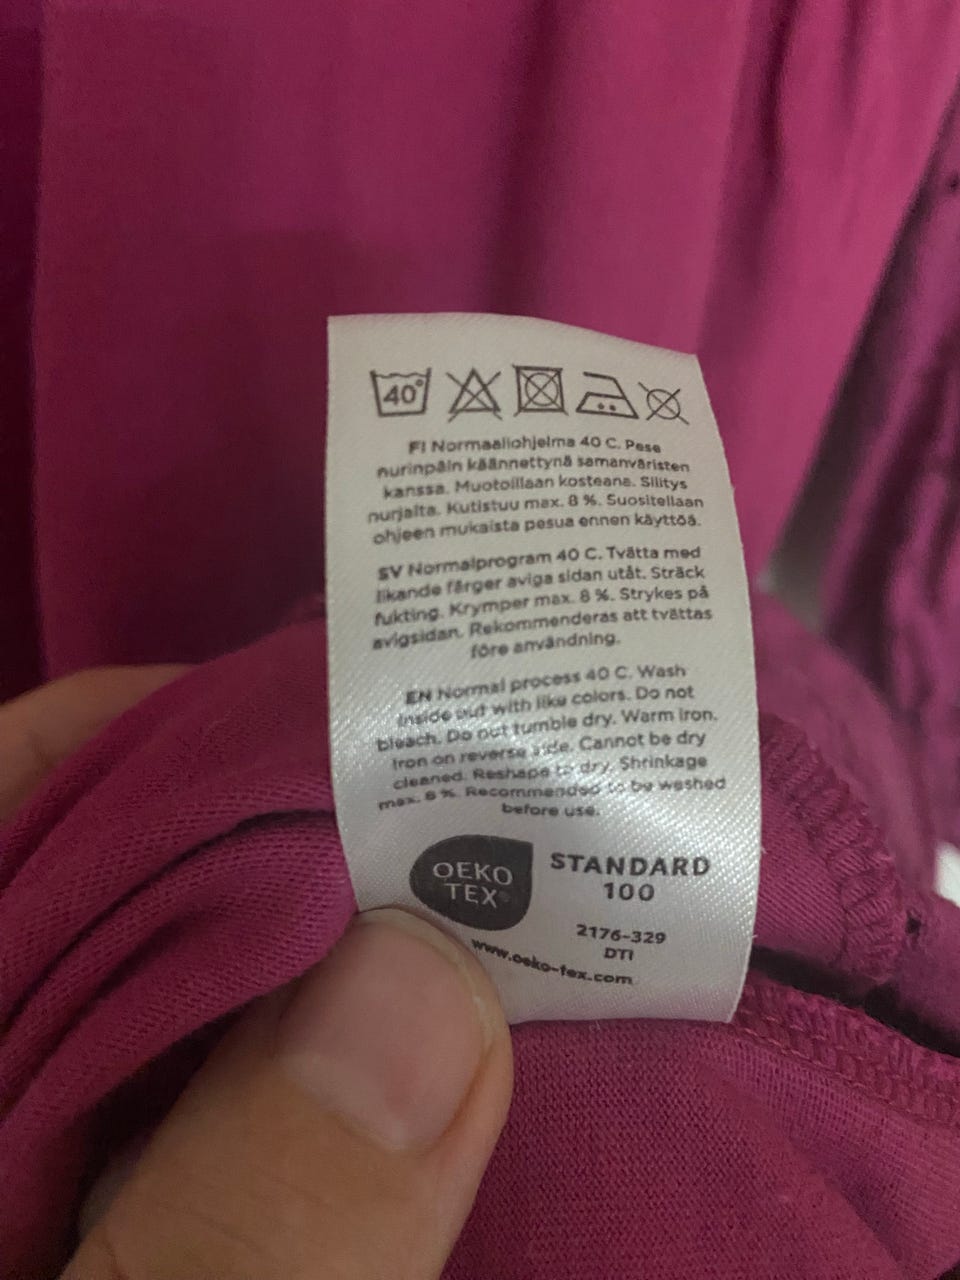 40°
FI Normaaliohjelma 40 C. Pese
nurinpäin käännettynä samanväristen
kanssa. Muotoillaan kosteana. Silitys
nurjalta. Kutistuu max. 8 %. Suositellaan
ohjeen mukaista pesua ennen käyttöä.
SV Normalprogram 40 C. Tvätta med
likande färger aviga sidan utåt. Sträck
fukting. Krymper max. 8 %. Strykes på
avigsidan. Rekommenderas att tvättas
före användning.
EN Normal process 40 C. Wash
inside out with like colors. Do not
bleach. Do not tumble dry. Warm iron.
Iron on reverse side. Cannot be dry
cleaned. Reshape to dry. Shrinkage
max. 8 %. Recommended to be washed
before use.
OEKO
TEX®
STANDARD
100
2176-329
DTI
www.oeko-tex.com